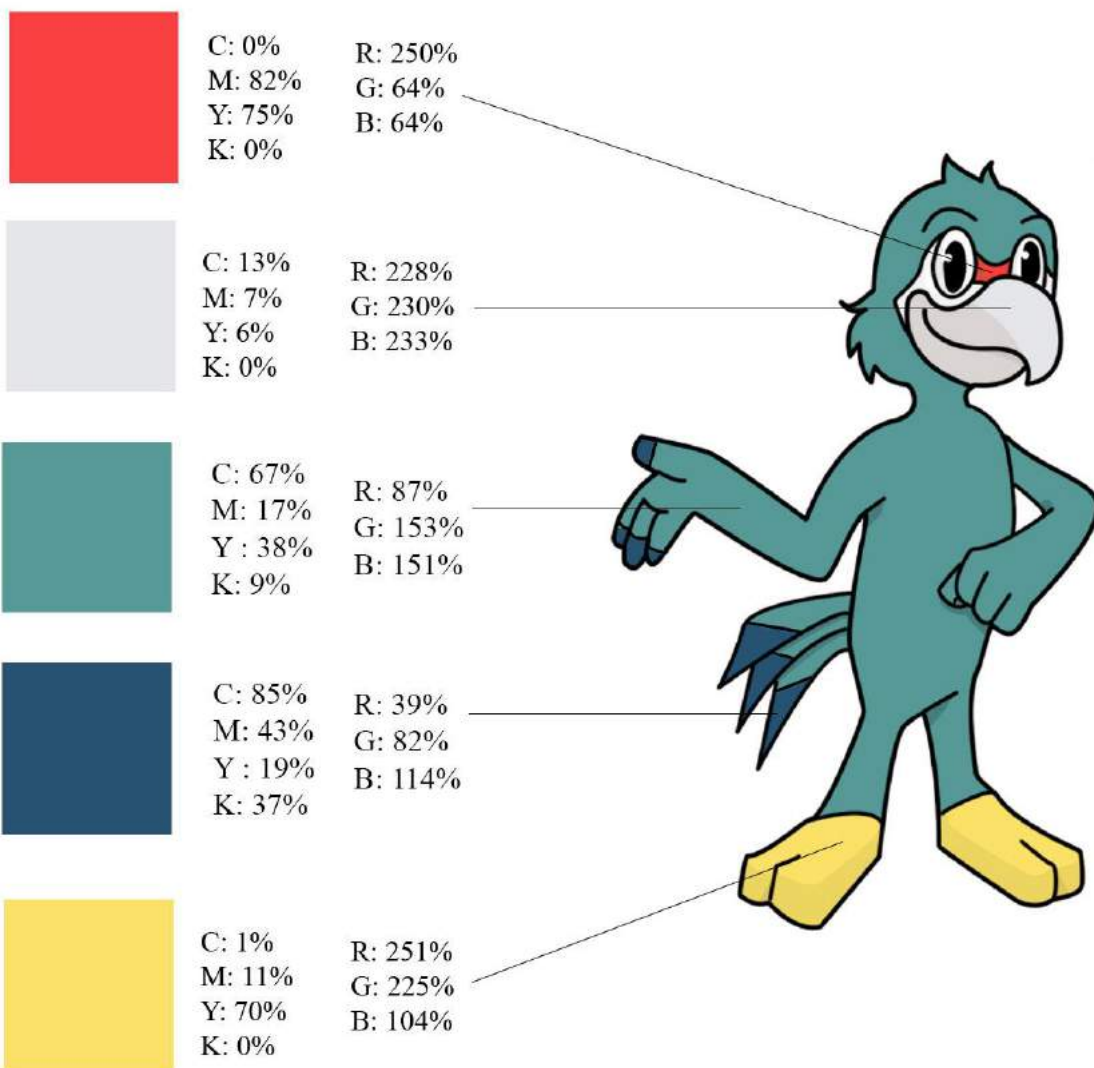 C: 0%
M: 82%
Y: 75%
K: 0%
R: 250%
G: 64%
B: 64%
C: 13%
M: 7%
Y: 6%
K: 0%
R: 228%
G: 230%
B: 233%
C: 67%
M: 17%
Y : 38%
K: 9%
R: 87%
G: 153%
B: 151%
C: 85%
M: 43%
Y : 19%
K: 37%
R: 39%
G: 82%
B: 114%
C: 1%
M: 11%
Y: 70%
K: 0%
R: 251%
G: 225%
B: 104%